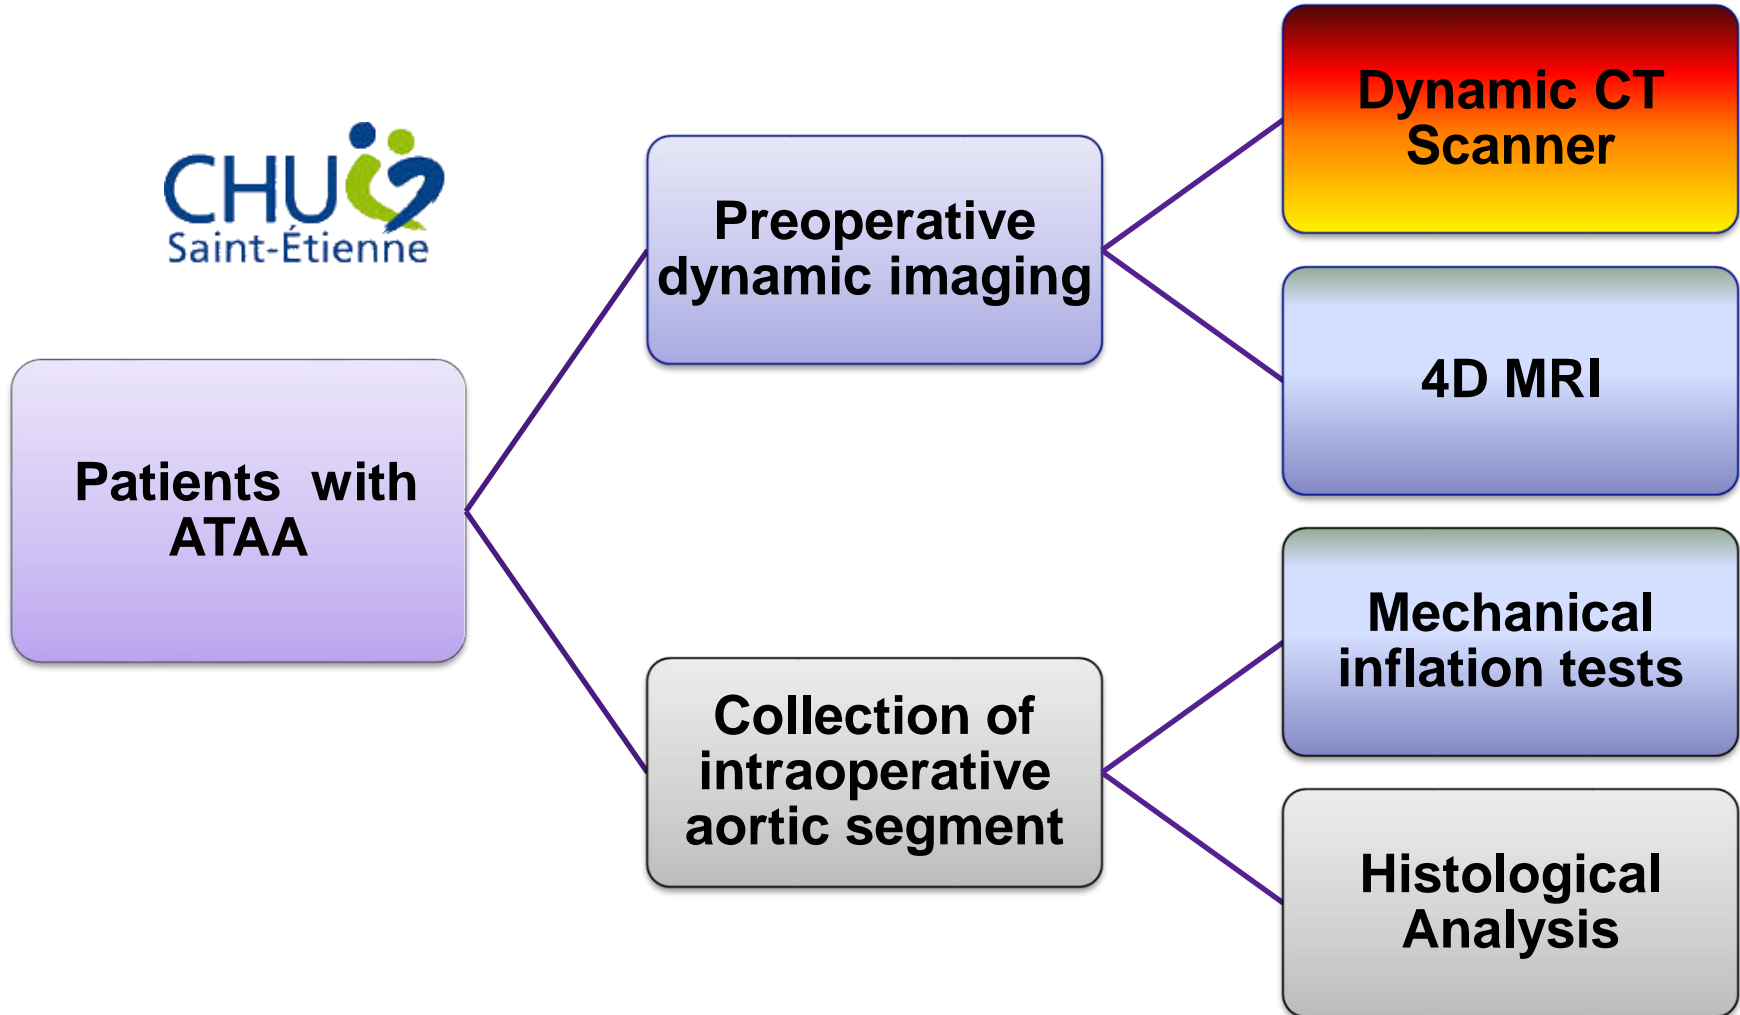 CHU
Saint-Étienne
Patients with
ATAA
Preoperative
dynamic imaging
Collection of
intraoperative
aortic segment
Dynamic CT
Scanner
4D MRI
Mechanical
inflation tests
Histological
Analysis